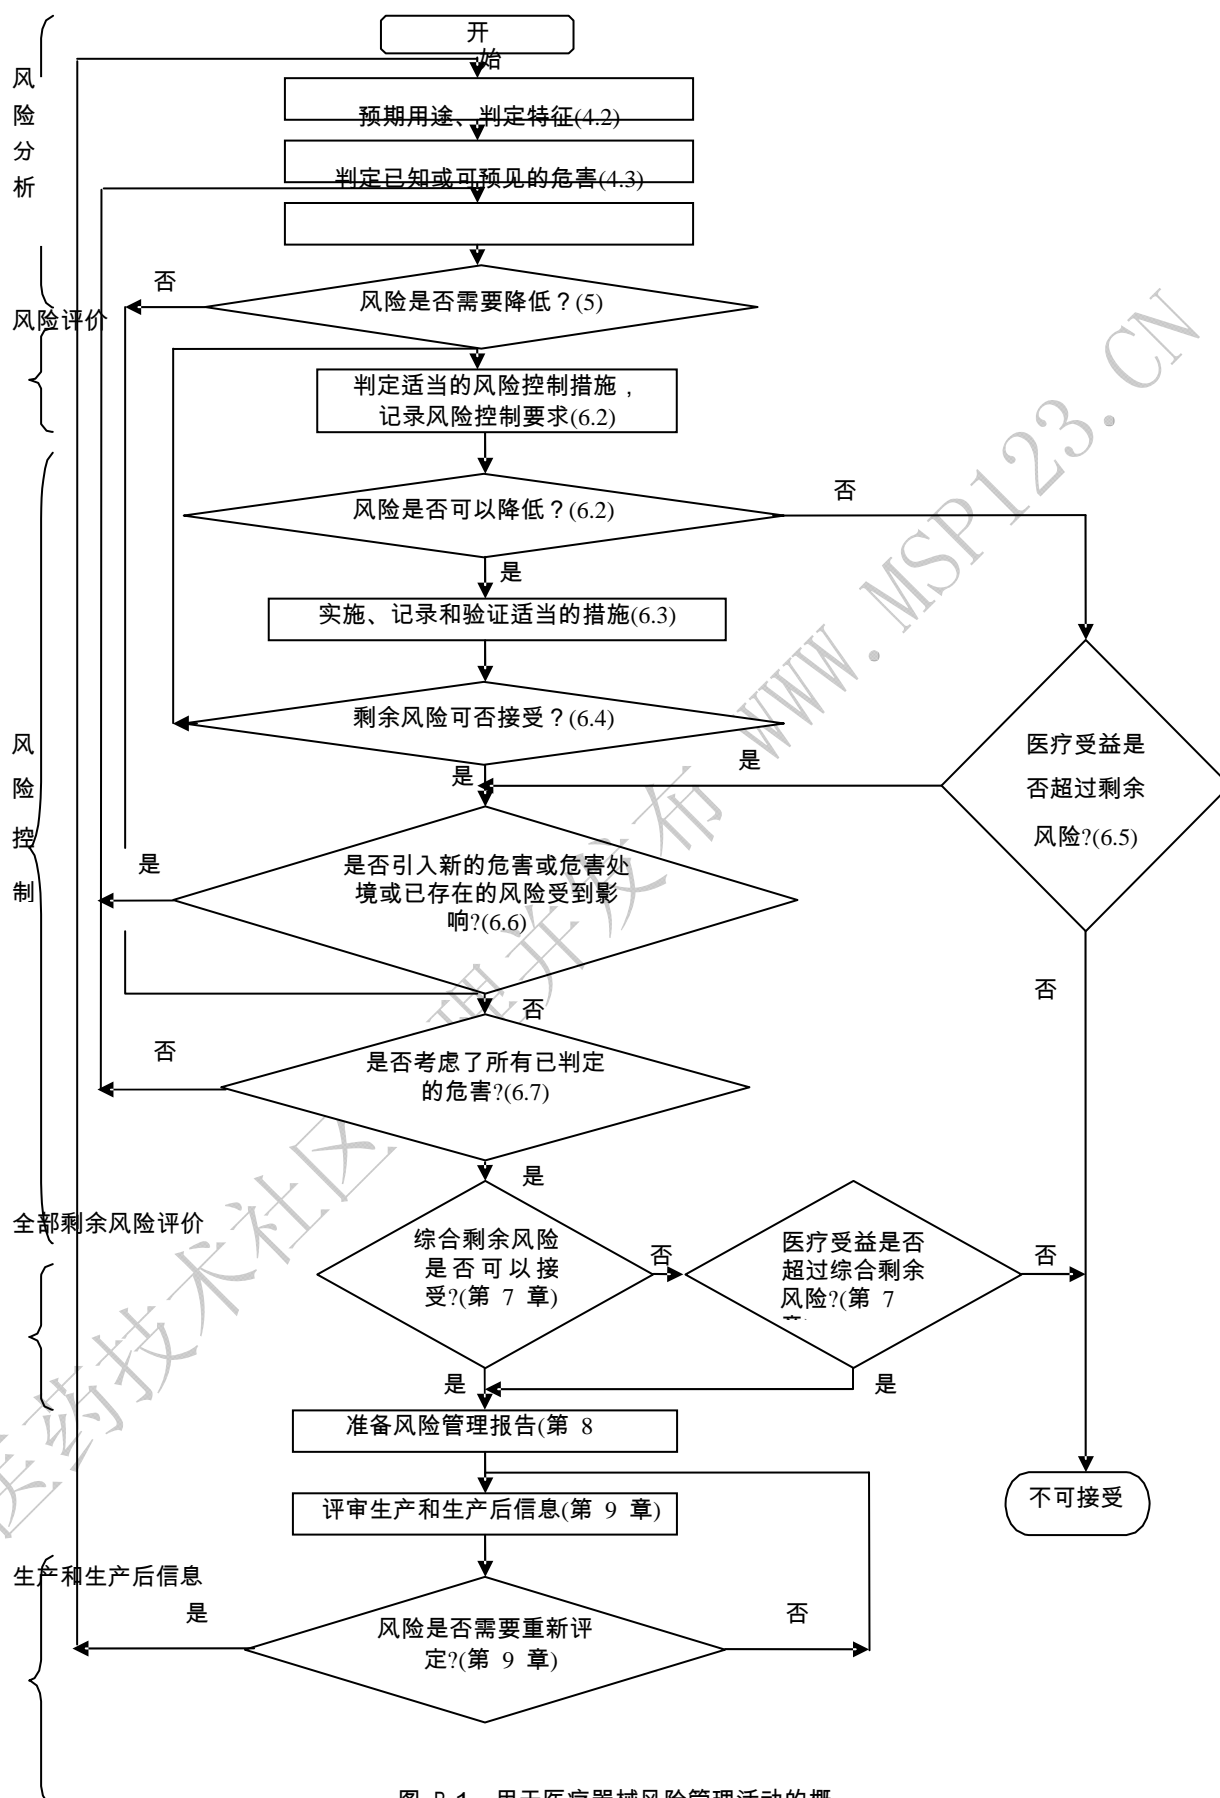 开
始
风
险
分
析
预期用途、判定特征(4.2)
判定已知或可预见的危害(4.3)
否
风险是否需要降低？(5)
风险评价
判定适当的风险控制措施，
记录风险控制要求(6.2)
风险是否可以降低？(6.2)
否
是
实施、记录和验证适当的措施(6.3)
剩余风险可否接受？(6.4)
是
是
医疗受益是
否超过剩余
风险?(6.5)
风
险
控
制
是
是否引入新的危害或危害处
境或已存在的风险受到影
响?(6.6)
否
否
否
是否考虑了所有已判定
的危害?(6.7)
是
全部剩余风险评价
综合剩余风险
是否可以接
受?(第 7 章)
否
医疗受益是否
超过综合剩余
风险?(第 7
否
是
是
准备风险管理报告(第 8
评审生产和生产后信息(第 9 章)
不可接受
生产和生产后信息
是
风险是否需要重新评
定?(第 9 章)
否
医药技术社区 理并发布 WWW.MSP123.CN